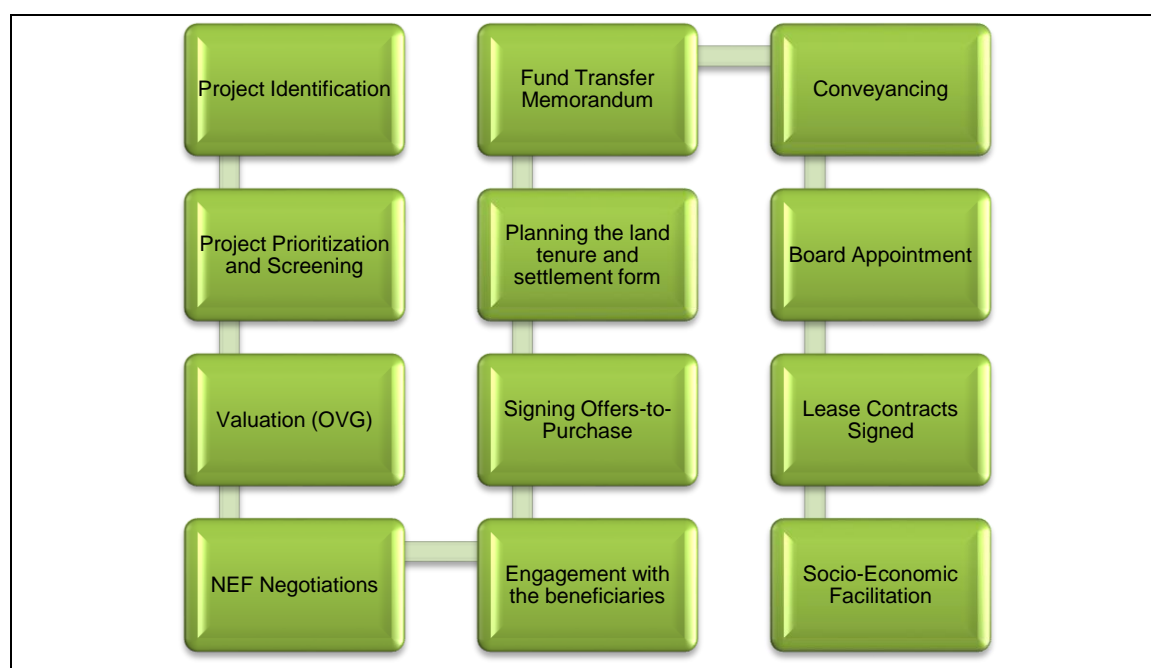 Project Identification
Project Prioritization
and Screening
Valuation (OVG)
NEF Negotiations
Engagement with
the beneficiaries
Signing Offers-to-
Purchase
Planning the land
tenure and
settlement form
Fund Transfer
Memorandum
Conveyancing
Board Appointment
Lease Contracts
Signed
Socio-Economic
Facilitation